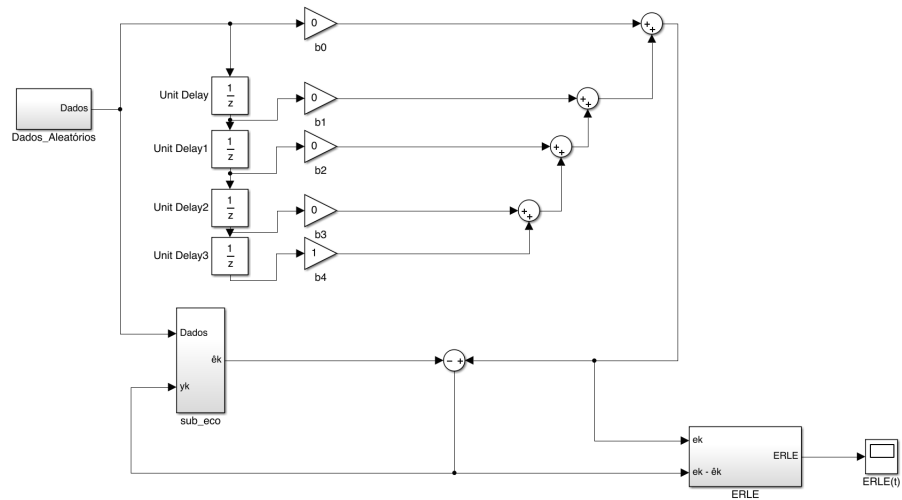 0
b0
Unit Delay
1
z
Dados
Dados_Aleatórios
0
b1
Unit Delay1
1
z
0
b2
Unit Delay2
1
z
0
b3
Unit Delay3
1
z
1
b4
Dados
êk
yk
sub_eco
ek
ERLE
ek - êk
ERLE
ERLE(t)